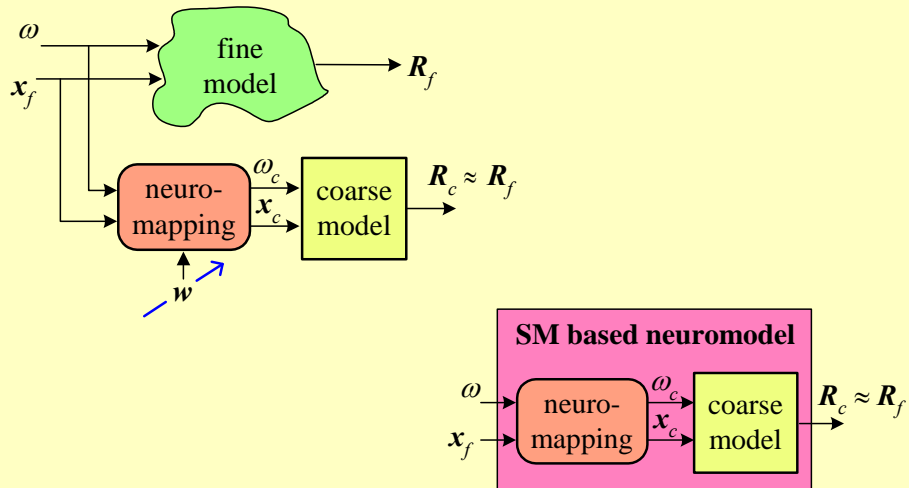 ω
fine
model
R_f
x_f
neuro-
mapping
ω_c
x_c
coarse
model
R_c ≈ R_f
w
SM based neuromodel
ω
x_f
neuro-
mapping
ω_c
x_c
coarse
model
R_c ≈ R_f